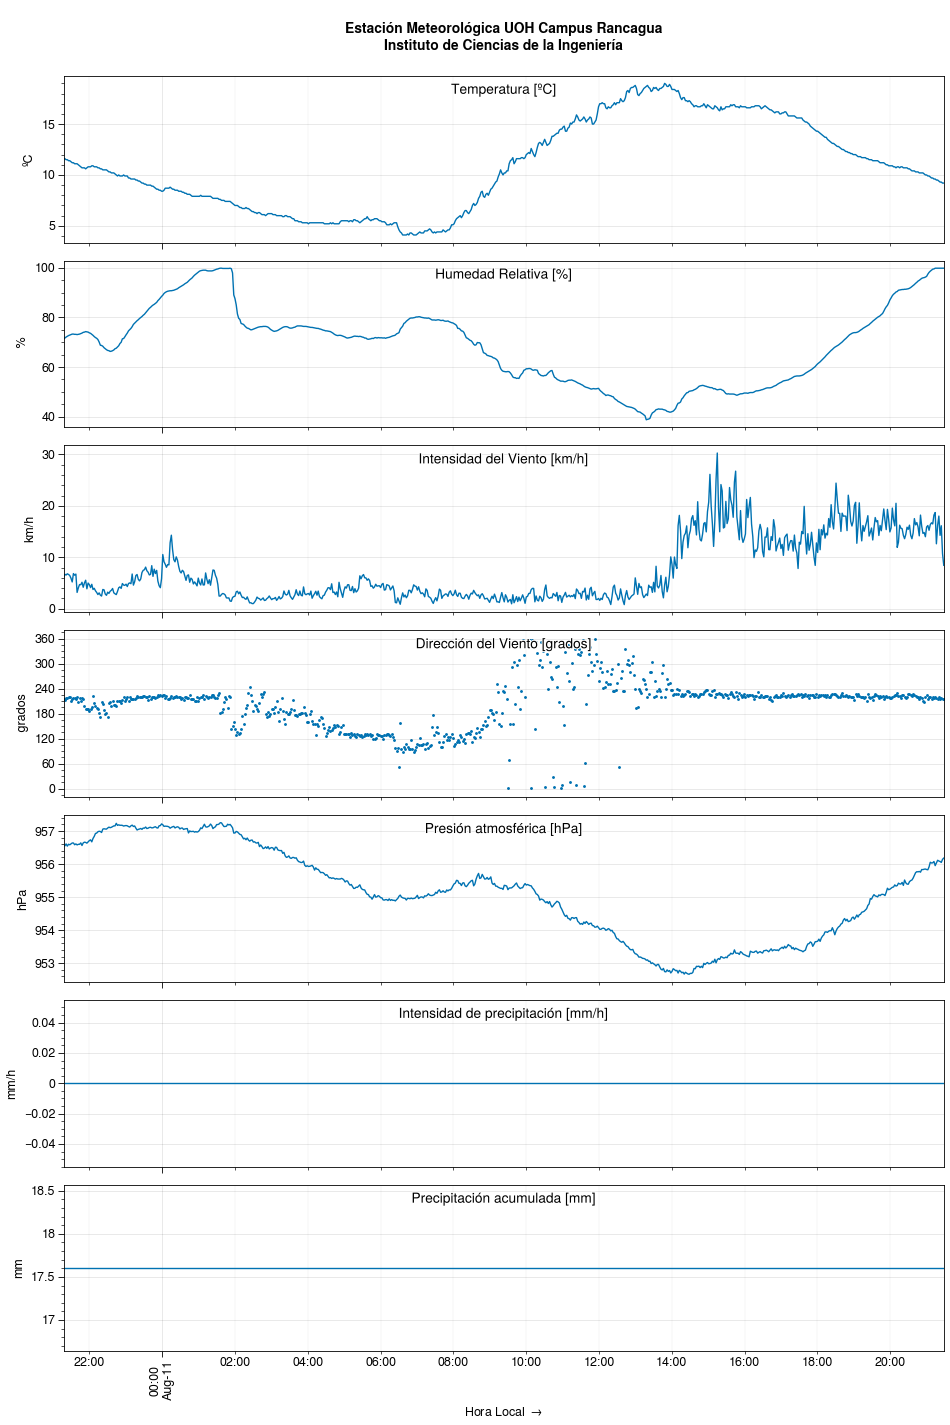 Estación Meteorológica UOH Campus Rancagua
Instituto de Ciencias de la Ingeniería
Temperatura [ºC]
ºC
15
10
5
Humedad Relativa [%]
%
100
80
60
40
Intensidad del Viento [km/h]
km/h
30
20
10
0
Dirección del Viento [grados]
grados
360
300
240
180
120
60
0
Presión atmosférica [hPa]
hPa
957
956
955
954
953
Intensidad de precipitación [mm/h]
mm/h
0.04
0.02
0
−0.02
−0.04
Precipitación acumulada [mm]
mm
18.5
18
17.5
17
22:00
00:00
Aug-11
02:00
04:00
06:00
08:00
10:00
12:00
14:00
16:00
18:00
20:00
Hora Local →